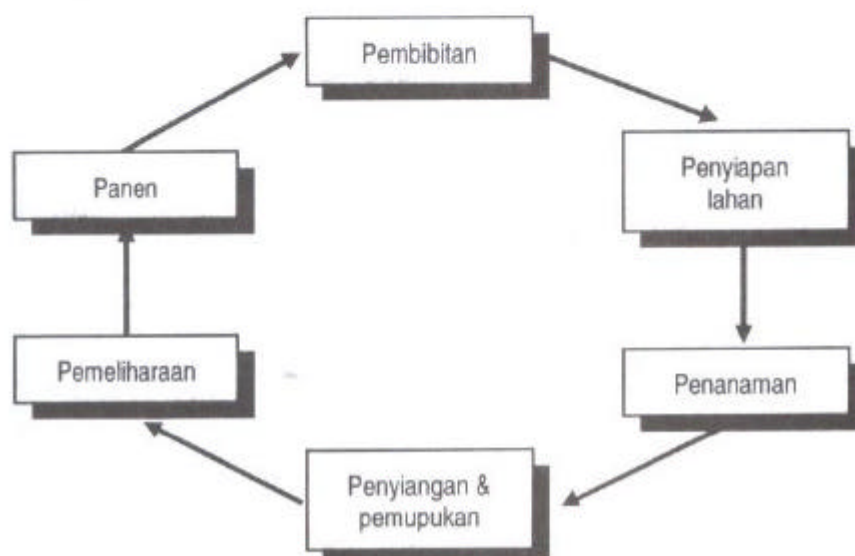 Pembibitan
Penyiapan
lahan
Penanaman
Penyiangan &
pemupukan
Pemeliharaan
Panen